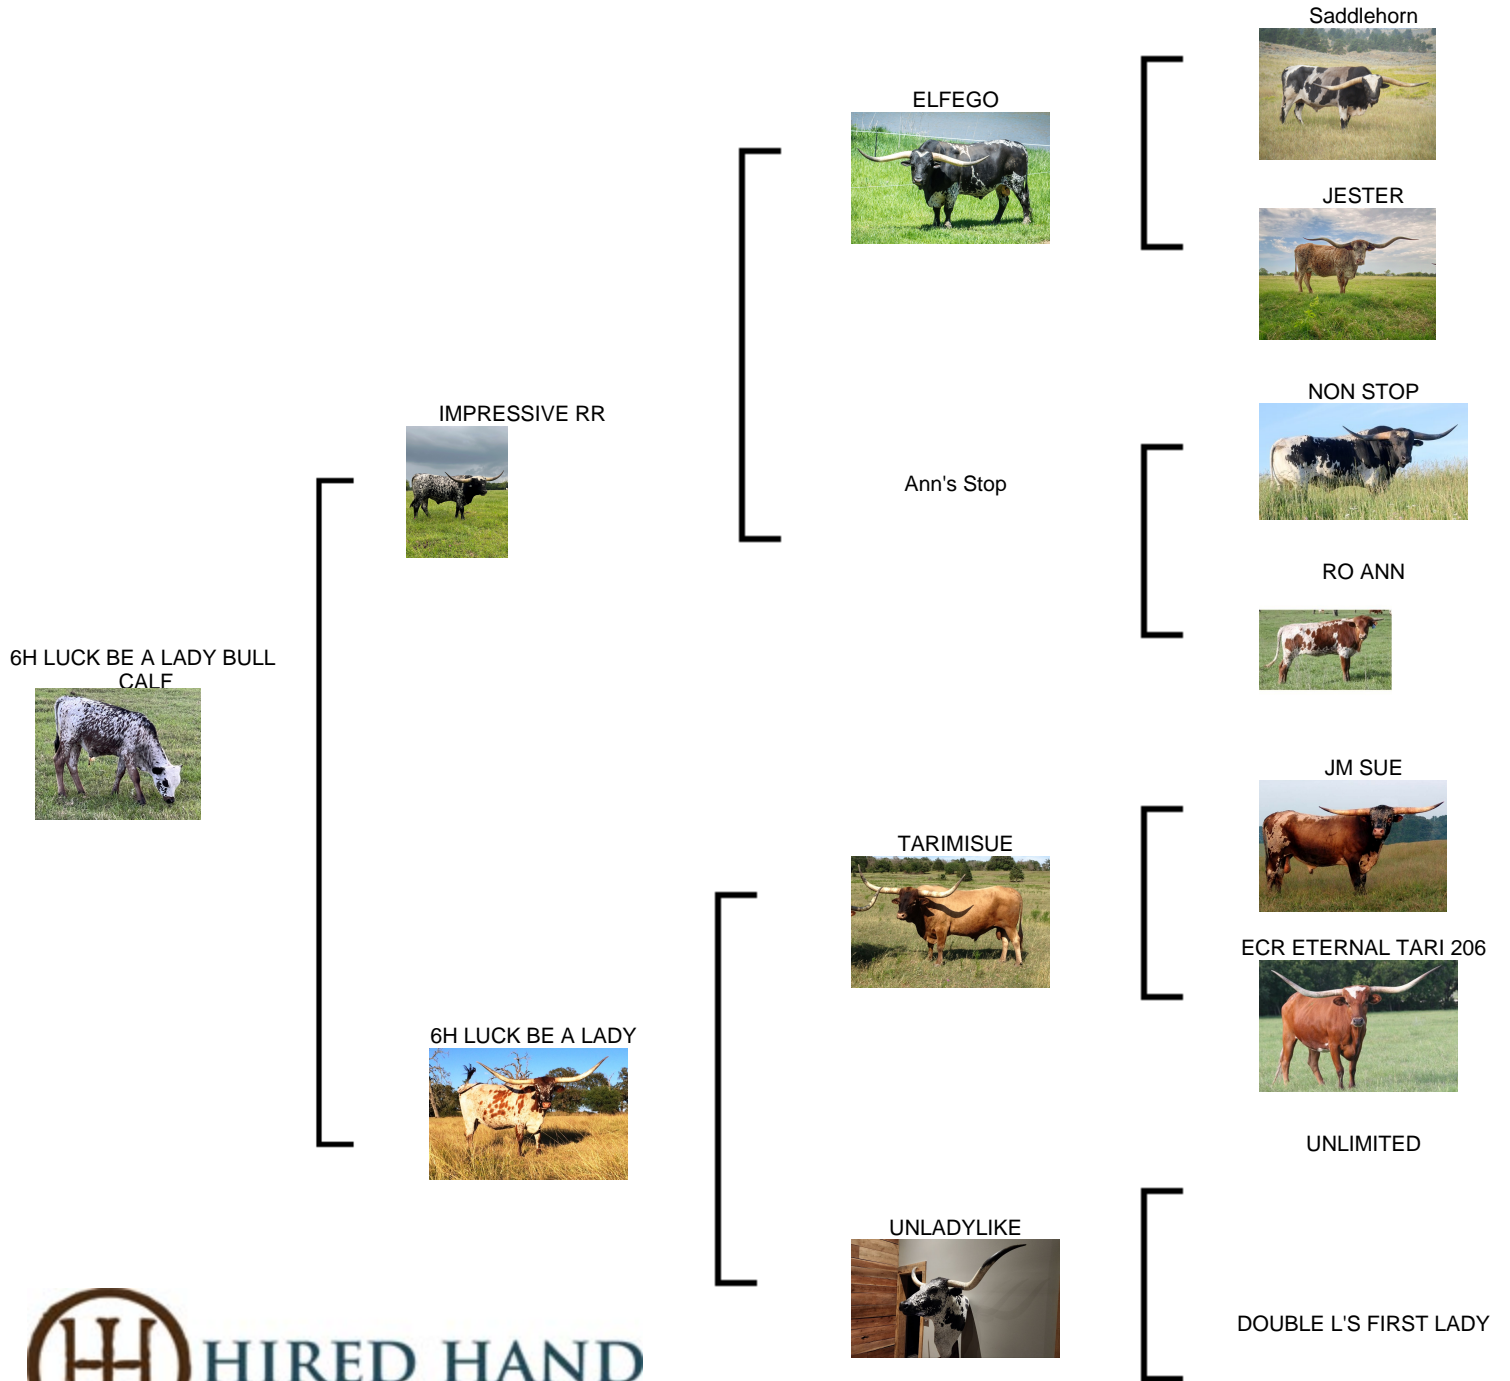 Saddlehorn
ELFEGO
JESTER
NON STOP
IMPRESSIVE RR
Ann's Stop
RO ANN
6H LUCK BE A LADY BULL
CALF
JM SUE
TARIMISUE
ECR ETERNAL TARI 206
6H LUCK BE A LADY
UNLIMITED
UNLADYLIKE
DOUBLE L'S FIRST LADY
HIRED HAND